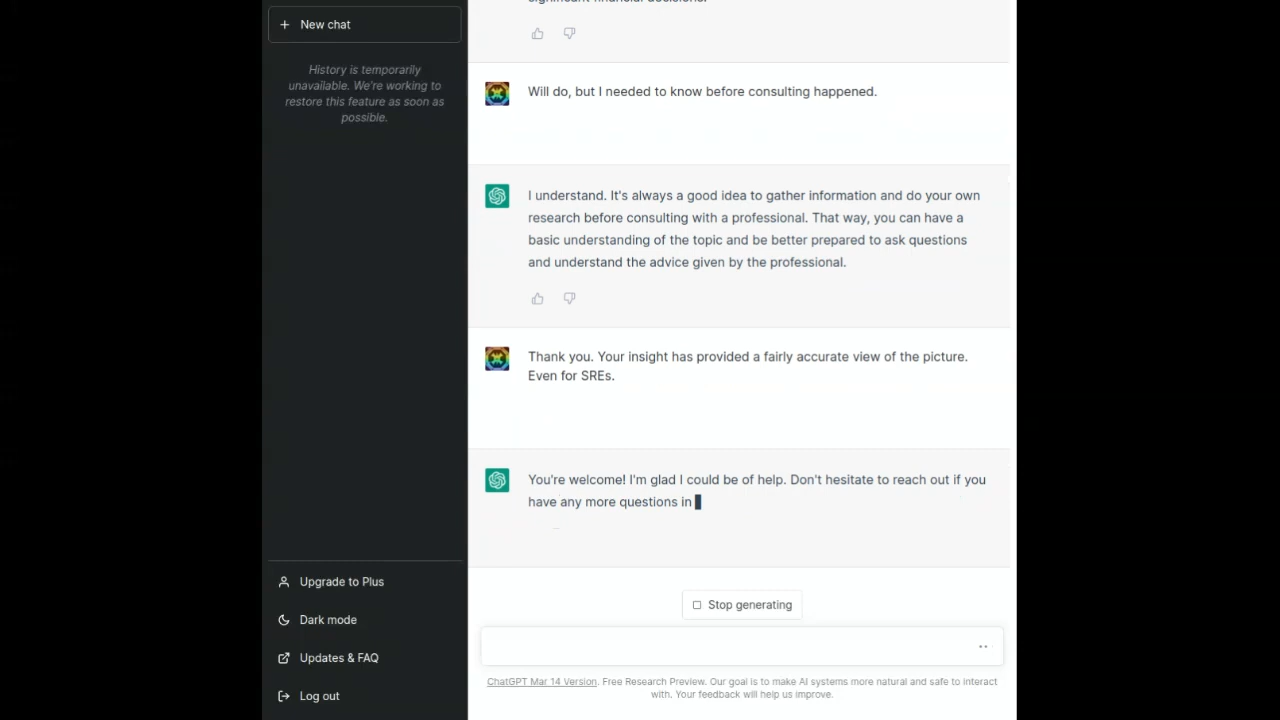 New chat
History is temporarily
unavailable. We're working to
restore this feature as soon as
possible.
Upgrade to Plus
Dark mode
Updates & FAQ
Log out
significant financial decisions.
Will do, but I needed to know before consulting happened.
I understand. It's always a good idea to gather information and do your own
research before consulting with a professional. That way, you can have a
basic understanding of the topic and be better prepared to ask questions
and understand the advice given by the professional.
Thank you. Your insight has provided a fairly accurate view of the picture.
Even for SREs.
You're welcome! I'm glad I could be of help. Don't hesitate to reach out if you
have any more questions in
Stop generating
ChatGPT Mar 14 Version. Free Research Preview. Our goal is to make AI systems more natural and safe to interact
with. Your feedback will help us improve.